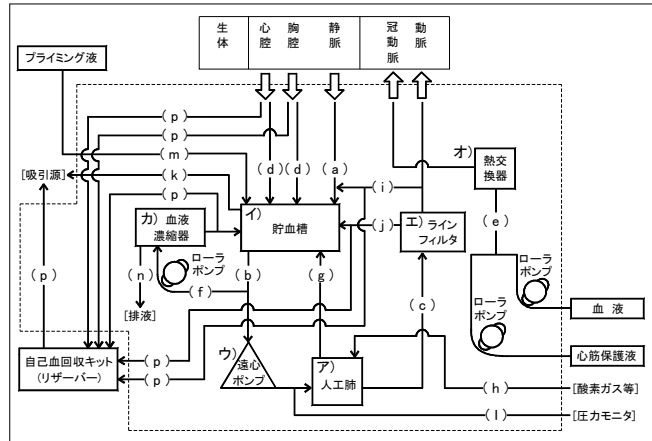 生体
心腔
胸腔
静脈
冠動脈
動脈
プライミング液
(p)
(p)
(m)
(d)
(d)
(a)
オ)
熱交換器
[吸引源]
(k)
(i)
(p)
カ)血液濃縮器
イ)
貯血槽
(j)
エ)ラインフィルタ
(e)
ローラポンプ
(p)
(n)
(f)
(b)
(g)
(c)
ローラポンプ
ローラポンプ
血液
[排液]
(p)
ウ)
遠心ポンプ
ア)
人工肺
心筋保護液
自己血回収キット
(リザーバー)
(p)
(h)
[酸素ガス等]
(l)
[圧力モニタ]